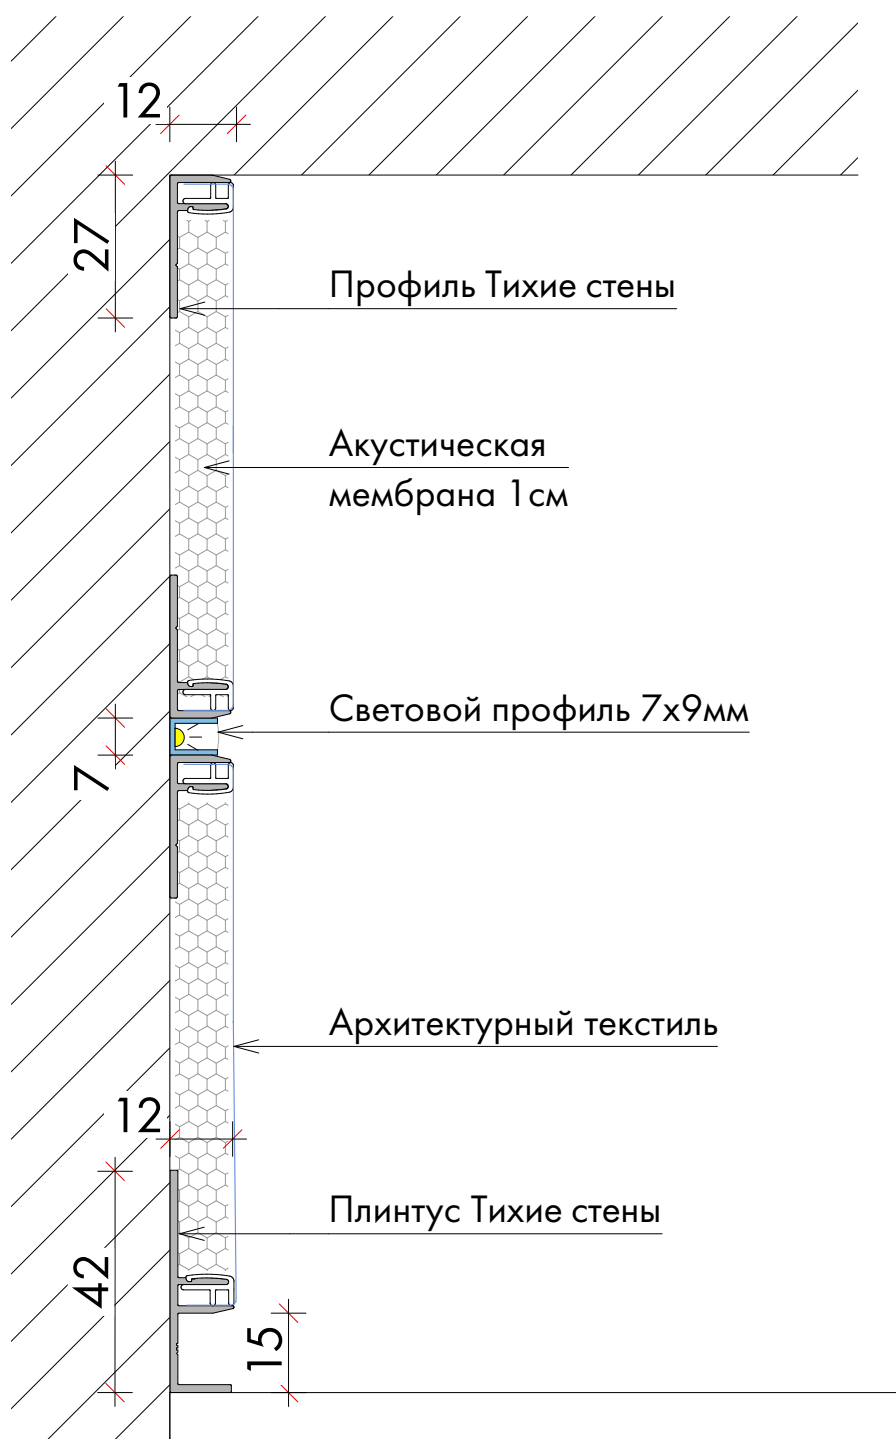 12
27
Профиль Тихие стены
Акустическая
мембрана 1см
Световой профиль 7х9мм
7
Архитектурный текстиль
12
Плинтус Тихие стены
42
15